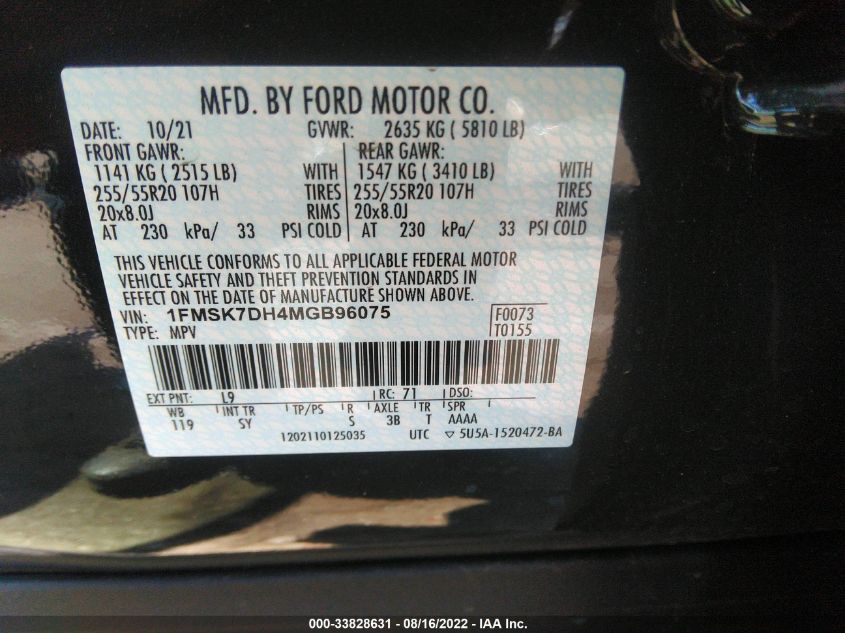 MFD. BY FORD MOTOR CO.
DATE: 10/21 GVWR: 2635 KG ( 5810 LB)
FRONT GAWR: REAR GAWR:
1141 KG ( 2515 LB) WITH 1547 KG ( 3410 LB) WITH
255/55R20 107H TIRES 255/55R20 107H TIRES
20x8.0J RIMS 20x8.0J RIMS
AT 230 kPa/ 33 PSI COLD AT 230 kPa/ 33 PSI COLD
THIS VEHICLE CONFORMS TO ALL APPLICABLE FEDERAL MOTOR
VEHICLE SAFETY AND THEFT PREVENTION STANDARDS IN
EFFECT ON THE DATE OF MANUFACTURE SHOWN ABOVE.
VIN: 1FMSK7DH4MGB96075 F0073
TYPE: MPV T0155
EXT PNT: L9 RC: 71 DSO:
WB INT TR TP/PS R AXLE TR SPR
119 SY S 3B T AAAA
1202110125035 UTC ▽ 5U5A-1520472-BA
000-33828631 - 08/16/2022 - IAA Inc.